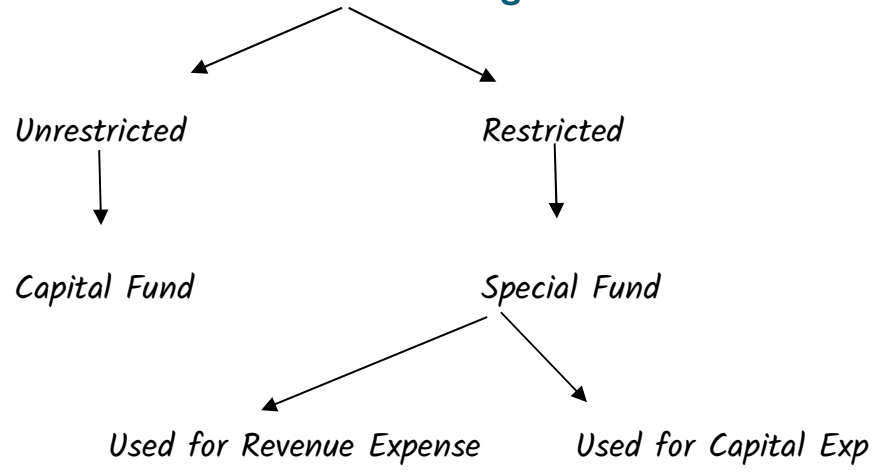 Unrestricted Restricted
Capital Fund Special Fund
Used for Revenue Expense Used for Capital Exp